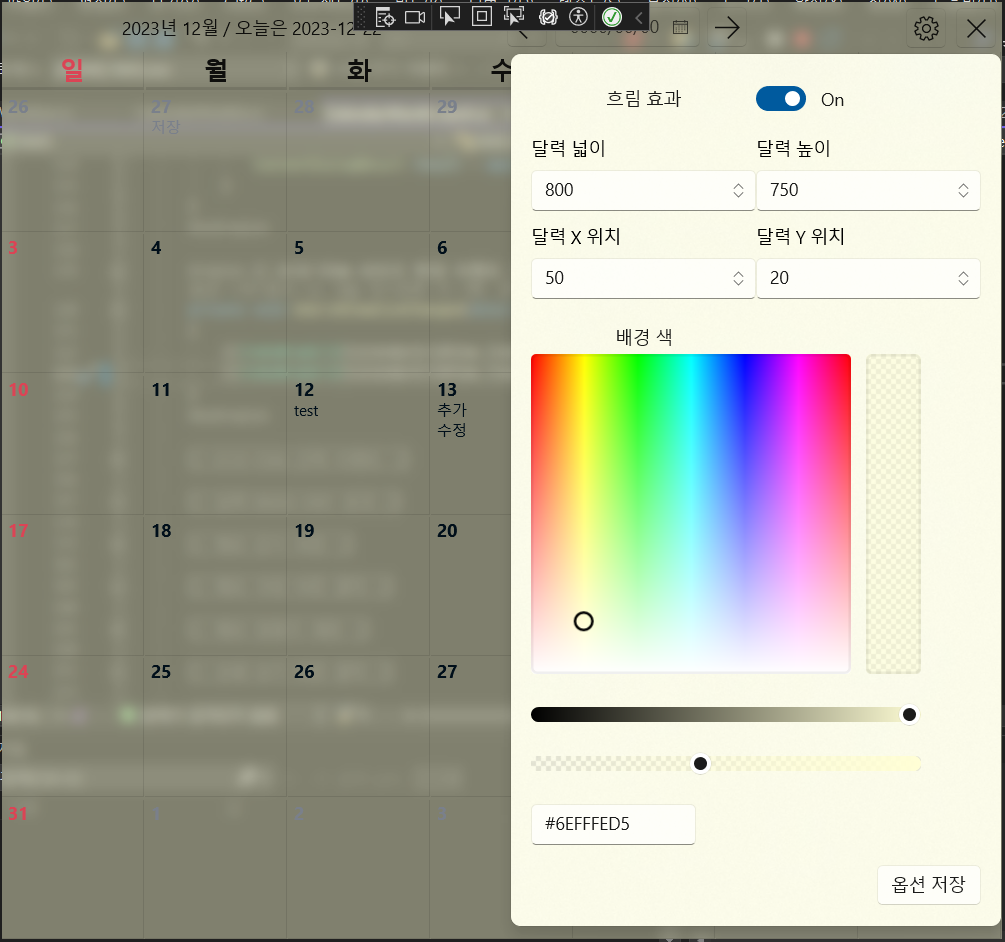 2023년 12월 / 오늘은 2023-12-22
일 월 화 수
흐림 효과 On
달력 넓이 달력 높이
800 750
달력 X 위치 달력 Y 위치
50 20
배경 색
#6EFFFED5
옵션 저장
26 27 28 29
저장
3 4 5 6
10 11 12 13
test 추가
수정
17 18 19 20
24 25 26 27
31 1 2 3